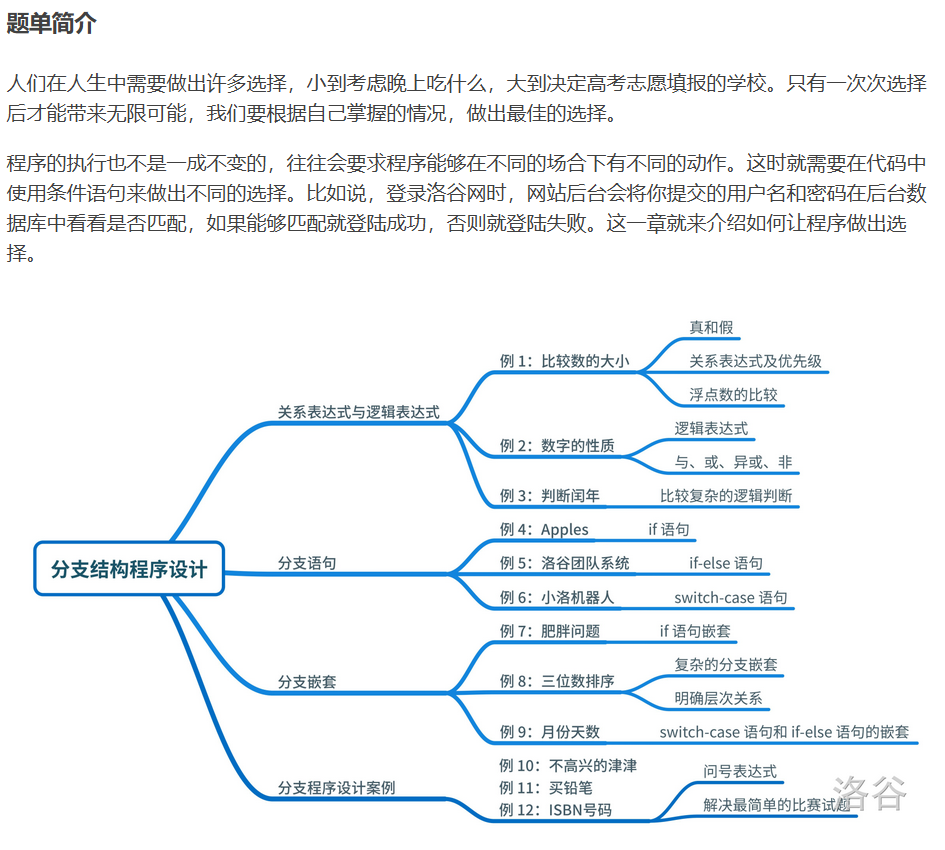 题单简介
人们在人生中需要做出许多选择，小到考虑晚上吃什么，大到决定高考志愿填报的学校。只有一次次选择
后才能带来无限可能，我们要根据自己掌握的情况，做出最佳的选择。
程序的执行也不是一成不变的，往往会要求程序能够在不同的场合下有不同的动作。这时就需要在代码中
使用条件语句来做出不同的选择。比如说，登录洛谷网时，网站后台会将你提交的用户名和密码在后台数
据库中看看是否匹配，如果能够匹配就登陆成功，否则就登陆失败。这一章就来介绍如何让程序做出选
择。
分支结构程序设计
关系表达式与逻辑表达式
例 1：比较数的大小
真和假
关系表达式及优先级
浮点数的比较
例 2：数字的性质
逻辑表达式
与、或、异或、非
例 3：判断闰年
比较复杂的逻辑判断
分支语句
例 4：Apples
if 语句
例 5：洛谷团队系统
if-else 语句
例 6：小洛机器人
switch-case 语句
分支嵌套
例 7：肥胖问题
if 语句嵌套
例 8：三位数排序
复杂的分支嵌套
明确层次关系
例 9：月份天数
switch-case 语句和 if-else 语句的嵌套
分支程序设计案例
例 10：不高兴的津津
例 11：买铅笔
例 12：ISBN号码
问号表达式
解决最简单的比赛试题
洛谷